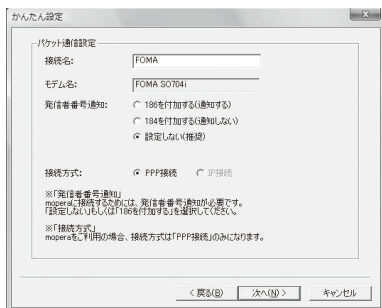 かんたん設定
パケット通信設定
接続名: FOMA
モデム名: FOMA SO704i
発信者番号通知: 186を付加する(通知する)
184を付加する(通知しない)
設定しない(推奨)
接続方式: PPP接続 IP接続
※「発信者番号通知」
moperaに接続するためには、発信者番号通知が必要です。
「設定しない」もしくは「186を付加する」を選択してください。
※「接続方式」
moperaをご利用の場合、接続方式は「PPP接続」のみになります。
< 戻る(B) 次へ(N) > キャンセル